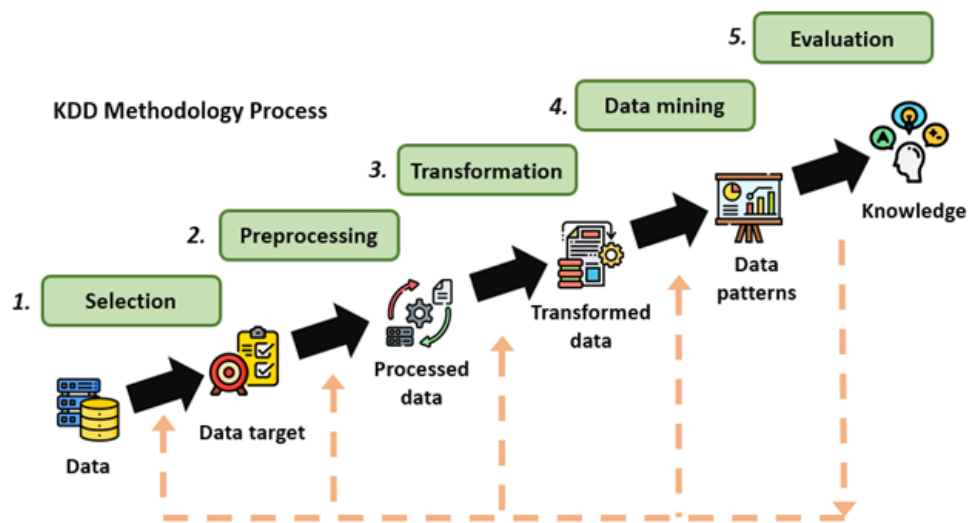 KDD Methodology Process
1. Selection
Data
2. Preprocessing
Data target
3. Transformation
Processed
data
4. Data mining
Transformed
data
5. Evaluation
Data
patterns
A
Knowledge